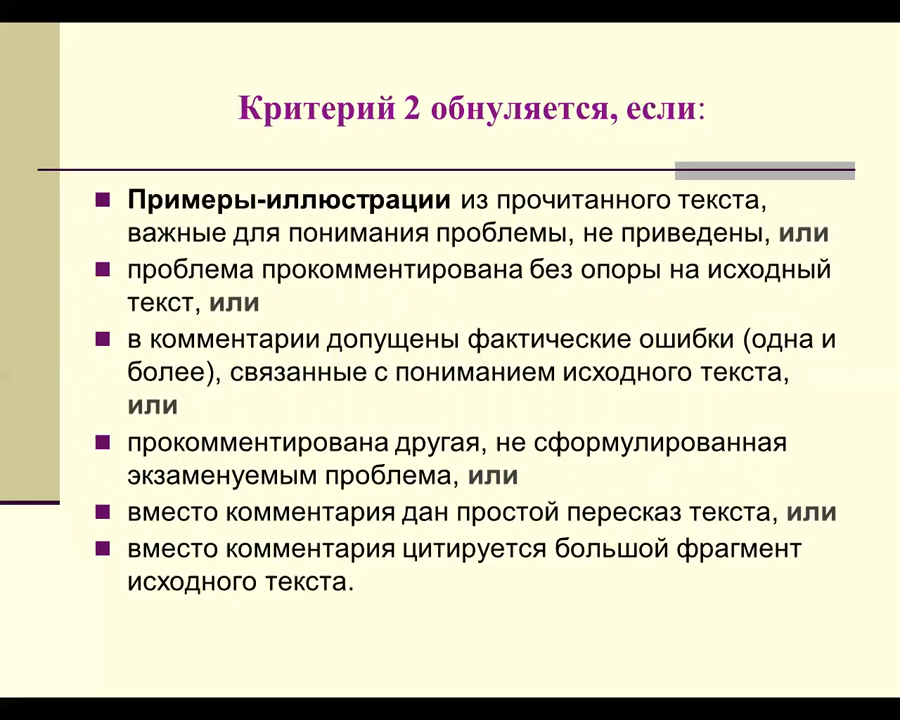 Критерий 2 обнуляется, если:
Примеры-иллюстрации из прочитанного текста,
важные для понимания проблемы, не приведены, или
проблема прокомментирована без опоры на исходный
текст, или
в комментарии допущены фактические ошибки (одна и
более), связанные с пониманием исходного текста,
или
прокомментирована другая, не сформулированная
экзаменуемым проблема, или
вместо комментария дан простой пересказ текста, или
вместо комментария цитируется большой фрагмент
исходного текста.